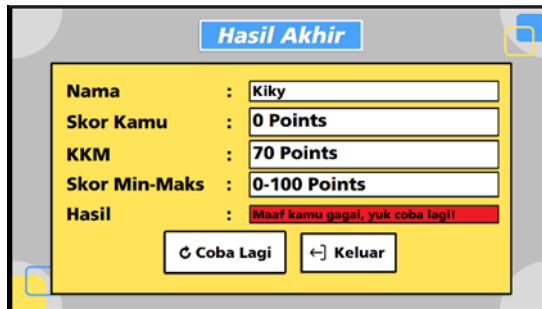 Hasil Akhir
Nama : Kiky
Skor Kamu : 0 Points
KKM : 70 Points
Skor Min-Maks : 0-100 Points
Hasil : Maaf kamu gagal, yuk coba lagi!
Coba Lagi Keluar